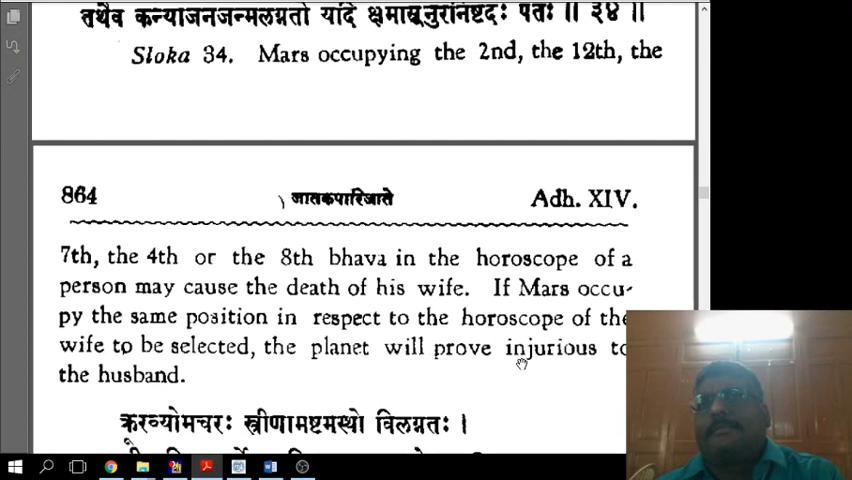 तथैव कन्याजनजन्मलग्नतो यदि क्षमासूनुरनिष्टदः पतिः ॥ ३४ ॥
Sloka 34. Mars occupying the 2nd, the 12th, the
864 जातकपारिजाते Adh. XIV.
7th, the 4th or the 8th bhava in the horoscope of a
person may cause the death of his wife. If Mars occu-
py the same position in respect to the horoscope of the
wife to be selected, the planet will prove injurious to
the husband.
क्रूरव्योमचरः स्त्रीणामष्टमस्थो विलग्नतः ।